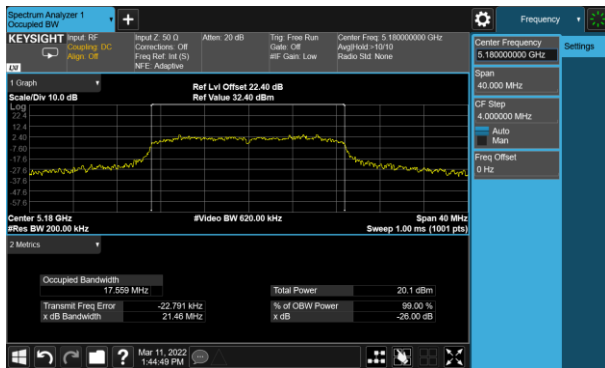 Spectrum Analyzer 1
Occupied BW
+
Frequency
KEYSIGHT
Input: RF
Coupling: DC
Align: Off
Input Z: 50 Ω
Corrections: Off
Freq Ref: Int (S)
NFE: Adaptive
Atten: 20 dB
Trig: Free Run
Gate: Off
#IF Gain: Low
Center Freq: 5.180000000 GHz
Avg|Hold:>10/10
Radio Std: None
LXI
Center Frequency
5.180000000 GHz
Settings
Span
40.000 MHz
CF Step
4.000000 MHz
Auto
Man
Freq Offset
0 Hz
1 Graph
Scale/Div 10.0 dB
Ref Lvl Offset 22.40 dB
Ref Value 32.40 dBm
Log
22.4
12.4
2.40
-7.60
-17.6
-27.6
-37.6
-47.6
-57.6
Center 5.18 GHz
#Res BW 200.00 kHz
#Video BW 620.00 kHz
Span 40 MHz
Sweep 1.00 ms (1001 pts)
2 Metrics
Occupied Bandwidth
17.559 MHz
Total Power 20.1 dBm
Transmit Freq Error -22.791 kHz
% of OBW Power 99.00 %
x dB Bandwidth 21.46 MHz
x dB -26.00 dB
?
Mar 11, 2022
1:44:49 PM